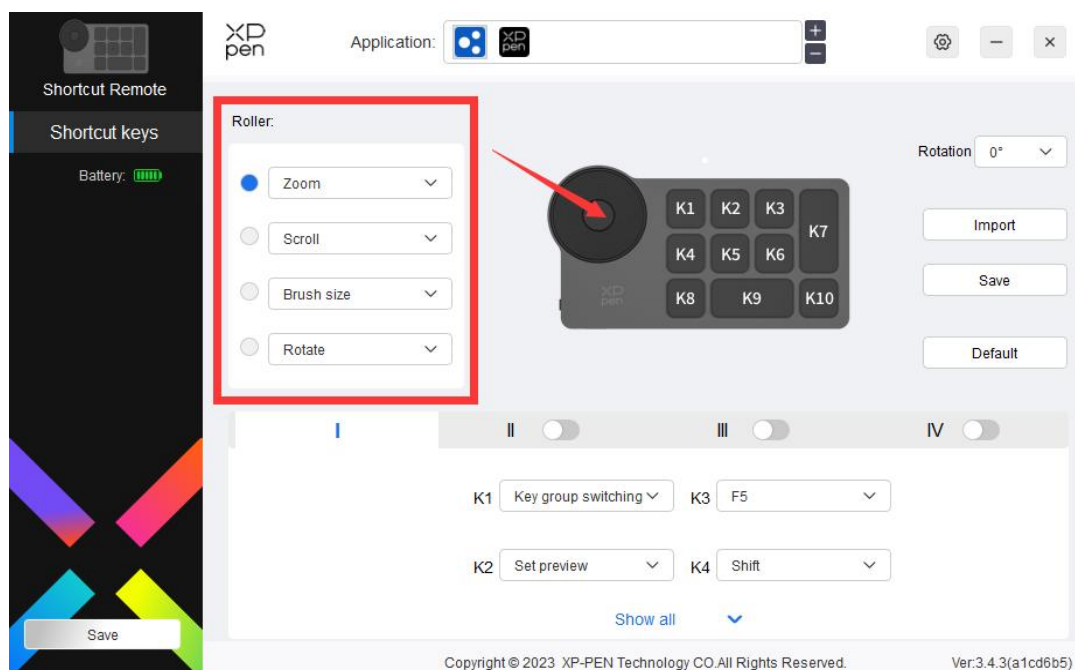 XP
pen
Application:
XP
pen
Shortcut Remote
Shortcut keys
Battery:
Roller:
Zoom
Scroll
Brush size
Rotate
K1 K2 K3
K7
K4 K5 K6
K8 K9 K10
XP
pen
Rotation 0°
Import
Save
Default
I II III IV
K1 Key group switching K3 F5
K2 Set preview K4 Shift
Show all
Save
Copyright © 2023 XP-PEN Technology CO.All Rights Reserved. Ver:3.4.3(a1cd6b5)